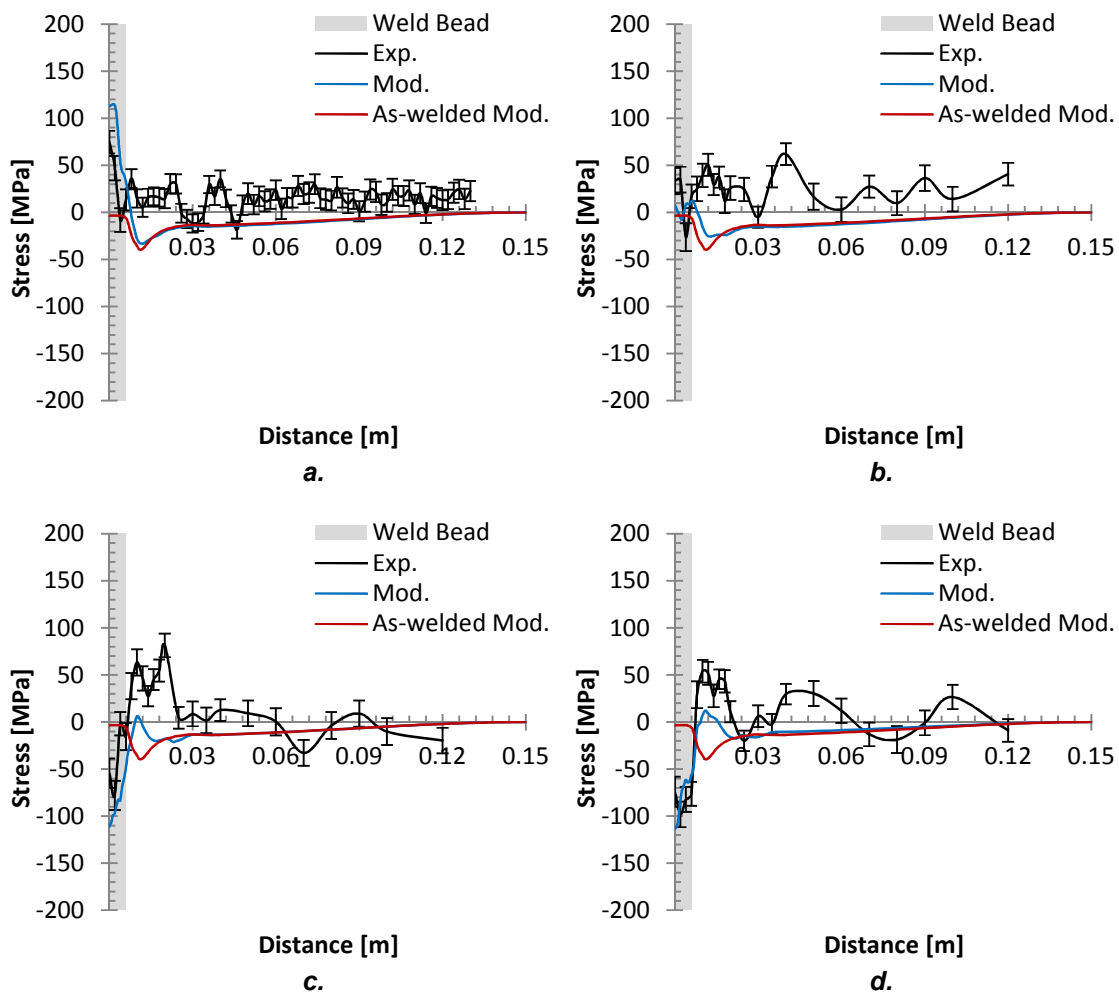 200
150
100
50
0
-50
-100
-150
-200
Stress [MPa]
0.03 0.06 0.09 0.12 0.15
Distance [m]
Weld Bead
Exp.
Mod.
As-welded Mod.
a.
200
150
100
50
0
-50
-100
-150
-200
Stress [MPa]
0.03 0.06 0.09 0.12 0.15
Distance [m]
Weld Bead
Exp.
Mod.
As-welded Mod.
b.
200
150
100
50
0
-50
-100
-150
-200
Stress [MPa]
0.03 0.06 0.09 0.12 0.15
Distance [m]
Weld Bead
Exp.
Mod.
As-welded Mod.
c.
200
150
100
50
0
-50
-100
-150
-200
Stress [MPa]
0.03 0.06 0.09 0.12 0.15
Distance [m]
Weld Bead
Exp.
Mod.
As-welded Mod.
d.